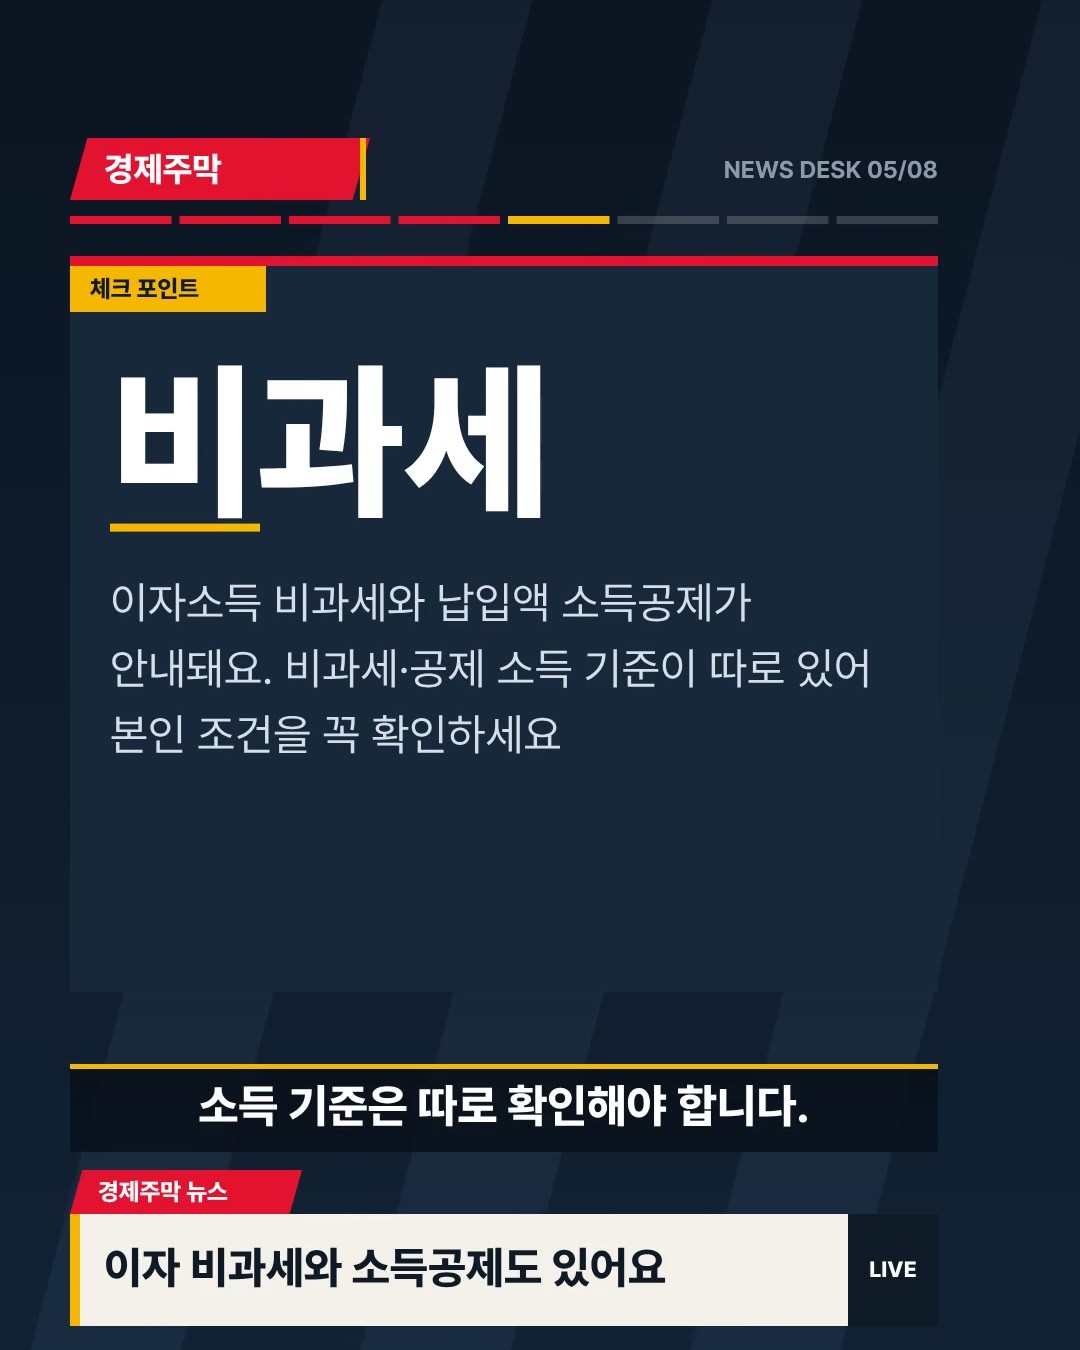 경제주막
NEWS DESK 05/08
체크 포인트
비과세
이자소득 비과세와 납입액 소득공제가
안내돼요. 비과세·공제 소득 기준이 따로 있어
본인 조건을 꼭 확인하세요
소득 기준은 따로 확인해야 합니다.
경제주막 뉴스
이자 비과세와 소득공제도 있어요
LIVE